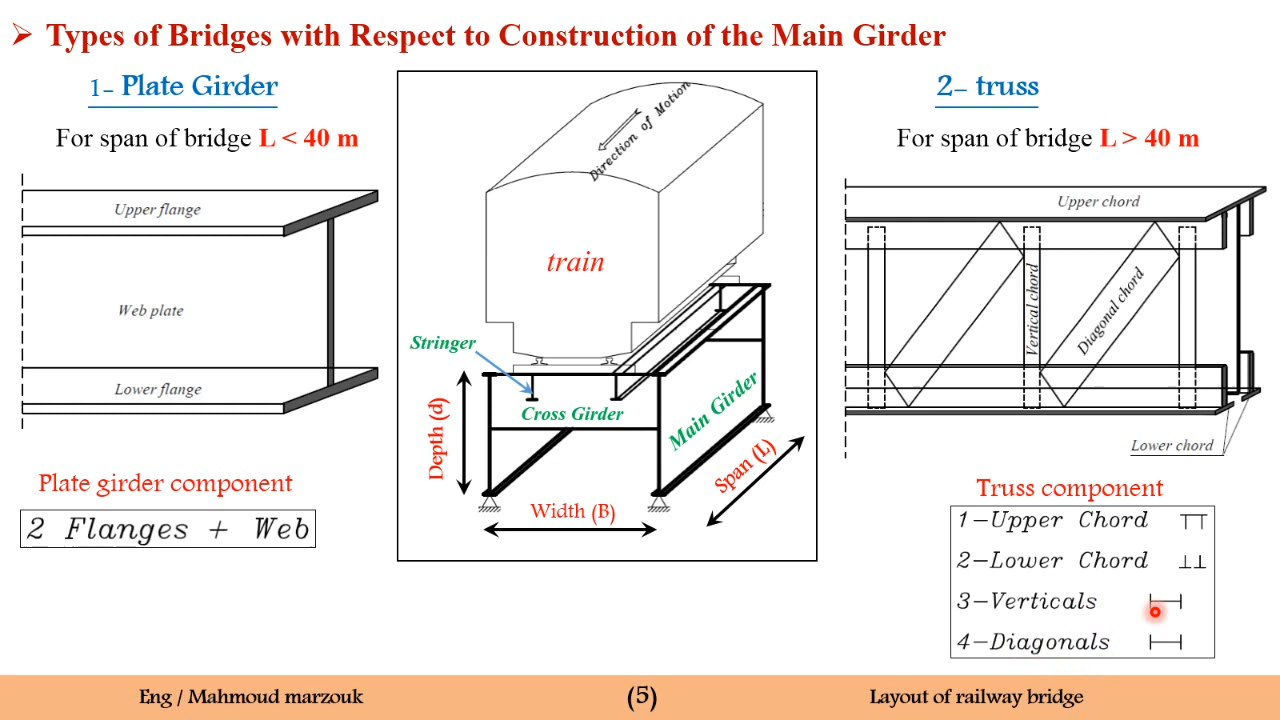 ➢ Types of Bridges with Respect to Construction of the Main Girder
1- Plate Girder
For span of bridge L < 40 m
Upper flange
Web plate
Lower flange
Plate girder component
2 Flanges + Web
Direction of Motion
train
Stringer
Cross Girder
Main Girder
Depth (d)
Span (L)
Width (B)
2- truss
For span of bridge L > 40 m
Upper chord
Vertical chord
Diagonal chord
Lower chord
Truss component
1-Upper Chord
2-Lower Chord
3-Verticals
4-Diagonals
Eng / Mahmoud marzouk
(5)
Layout of railway bridge